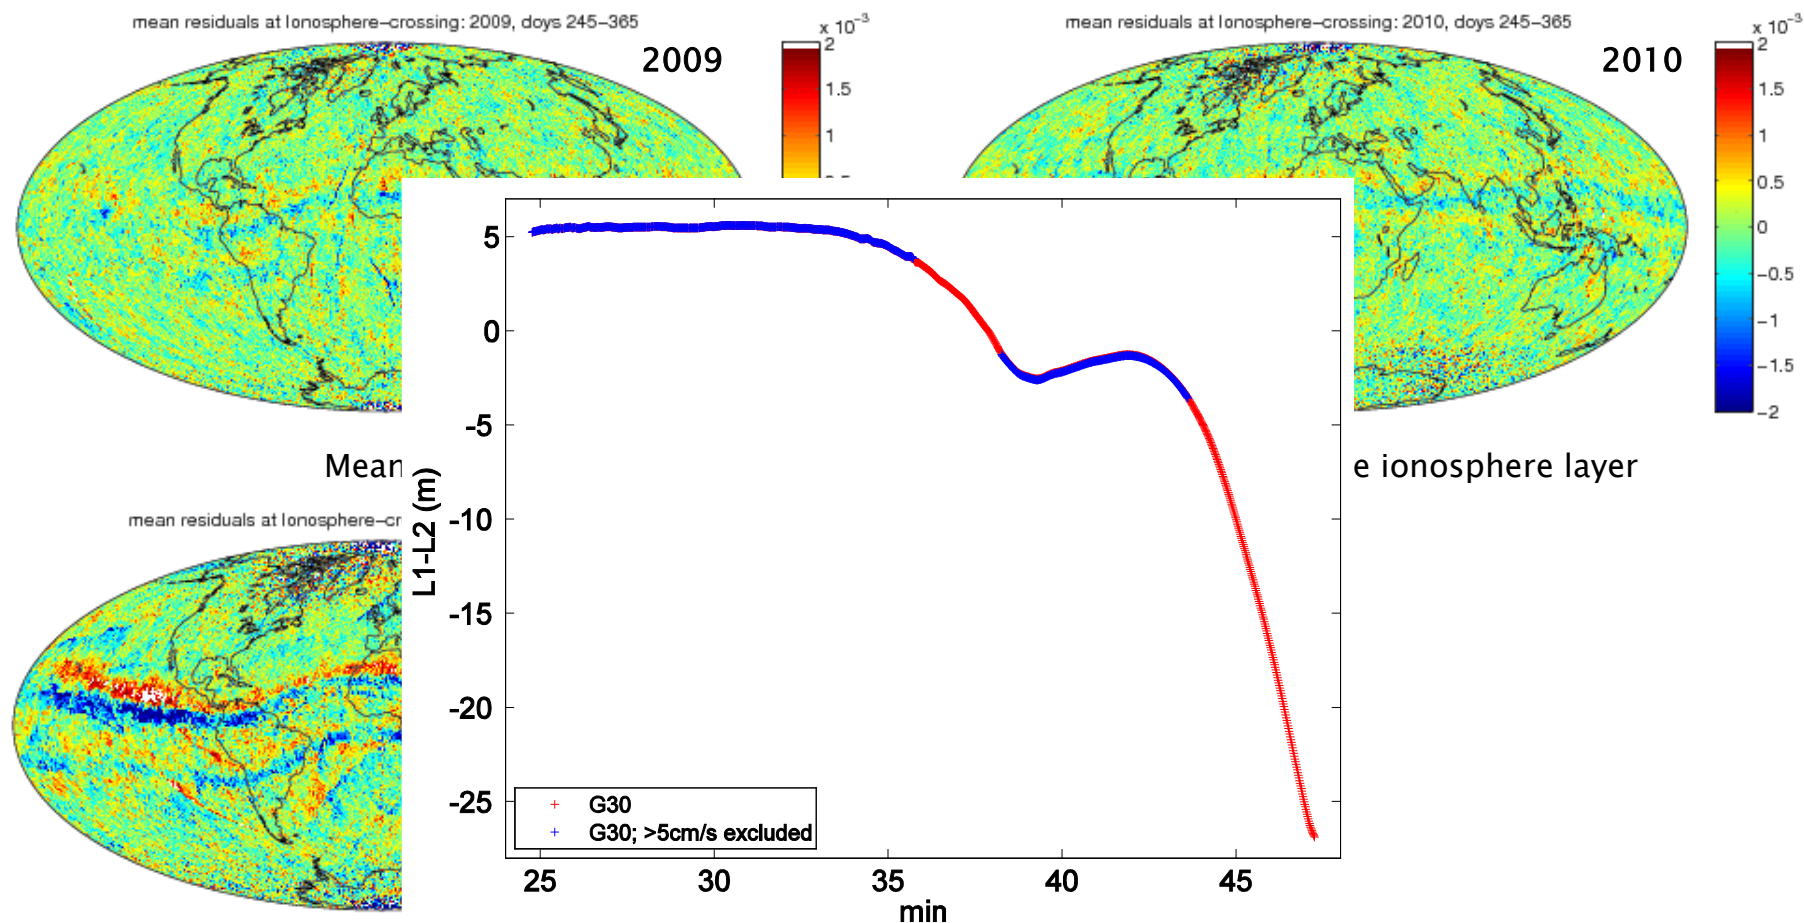 mean residuals at Ionosphere-crossing: 2009, doys 245-365
x 10^-3
2009
2
1.5
1
mean residuals at Ionosphere-crossing: 2010, doys 245-365
x 10^-3
2010
2
1.5
1
0.5
0
-0.5
-1
-1.5
-2
Mean
e ionosphere layer
mean residuals at Ionosphere-cr
L1-L2 (m)
5
0
-5
-10
-15
-20
-25
G30
G30; >5cm/s excluded
25
30
35
40
45
min